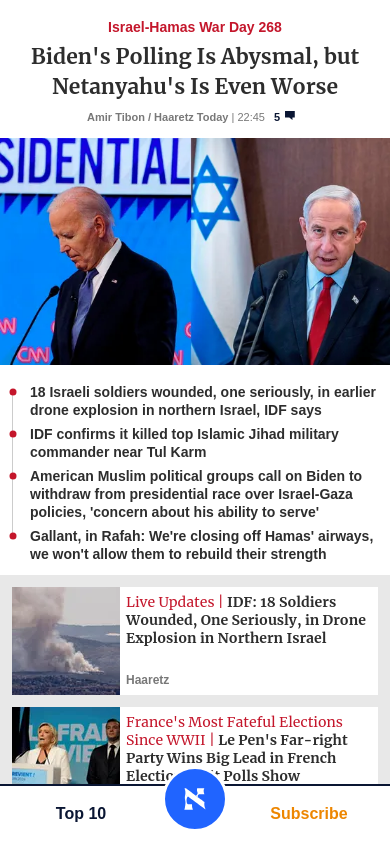 Israel-Hamas War Day 268
Biden's Polling Is Abysmal, but
Netanyahu's Is Even Worse
Amir Tibon / Haaretz Today | 22:45 5
SIDENTIAL
CNN
18 Israeli soldiers wounded, one seriously, in earlier
drone explosion in northern Israel, IDF says
IDF confirms it killed top Islamic Jihad military
commander near Tul Karm
American Muslim political groups call on Biden to
withdraw from presidential race over Israel-Gaza
policies, 'concern about his ability to serve'
Gallant, in Rafah: We're closing off Hamas' airways,
we won't allow them to rebuild their strength
Live Updates | IDF: 18 Soldiers
Wounded, One Seriously, in Drone
Explosion in Northern Israel
Haaretz
France's Most Fateful Elections
Since WWII | Le Pen's Far-right
Party Wins Big Lead in French
Polls Show
Top 10
Subscribe